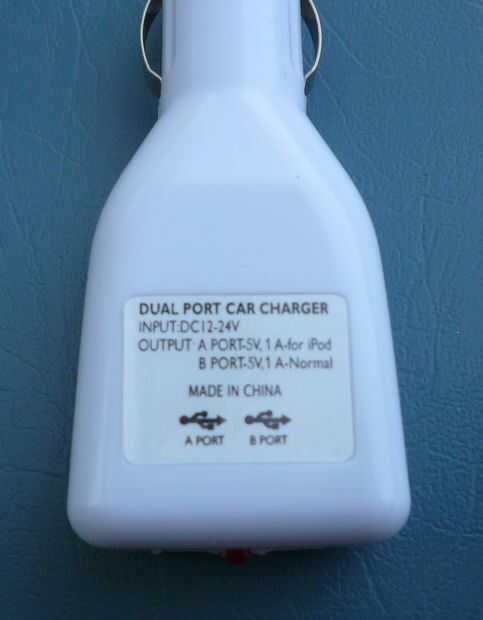 DUAL PORT CAR CHARGER
INPUT:DC12-24V
OUTPUT: A PORT-5V, 1 A-for iPod
B PORT-5V, 1 A-Normal
MADE IN CHINA
A PORT B PORT